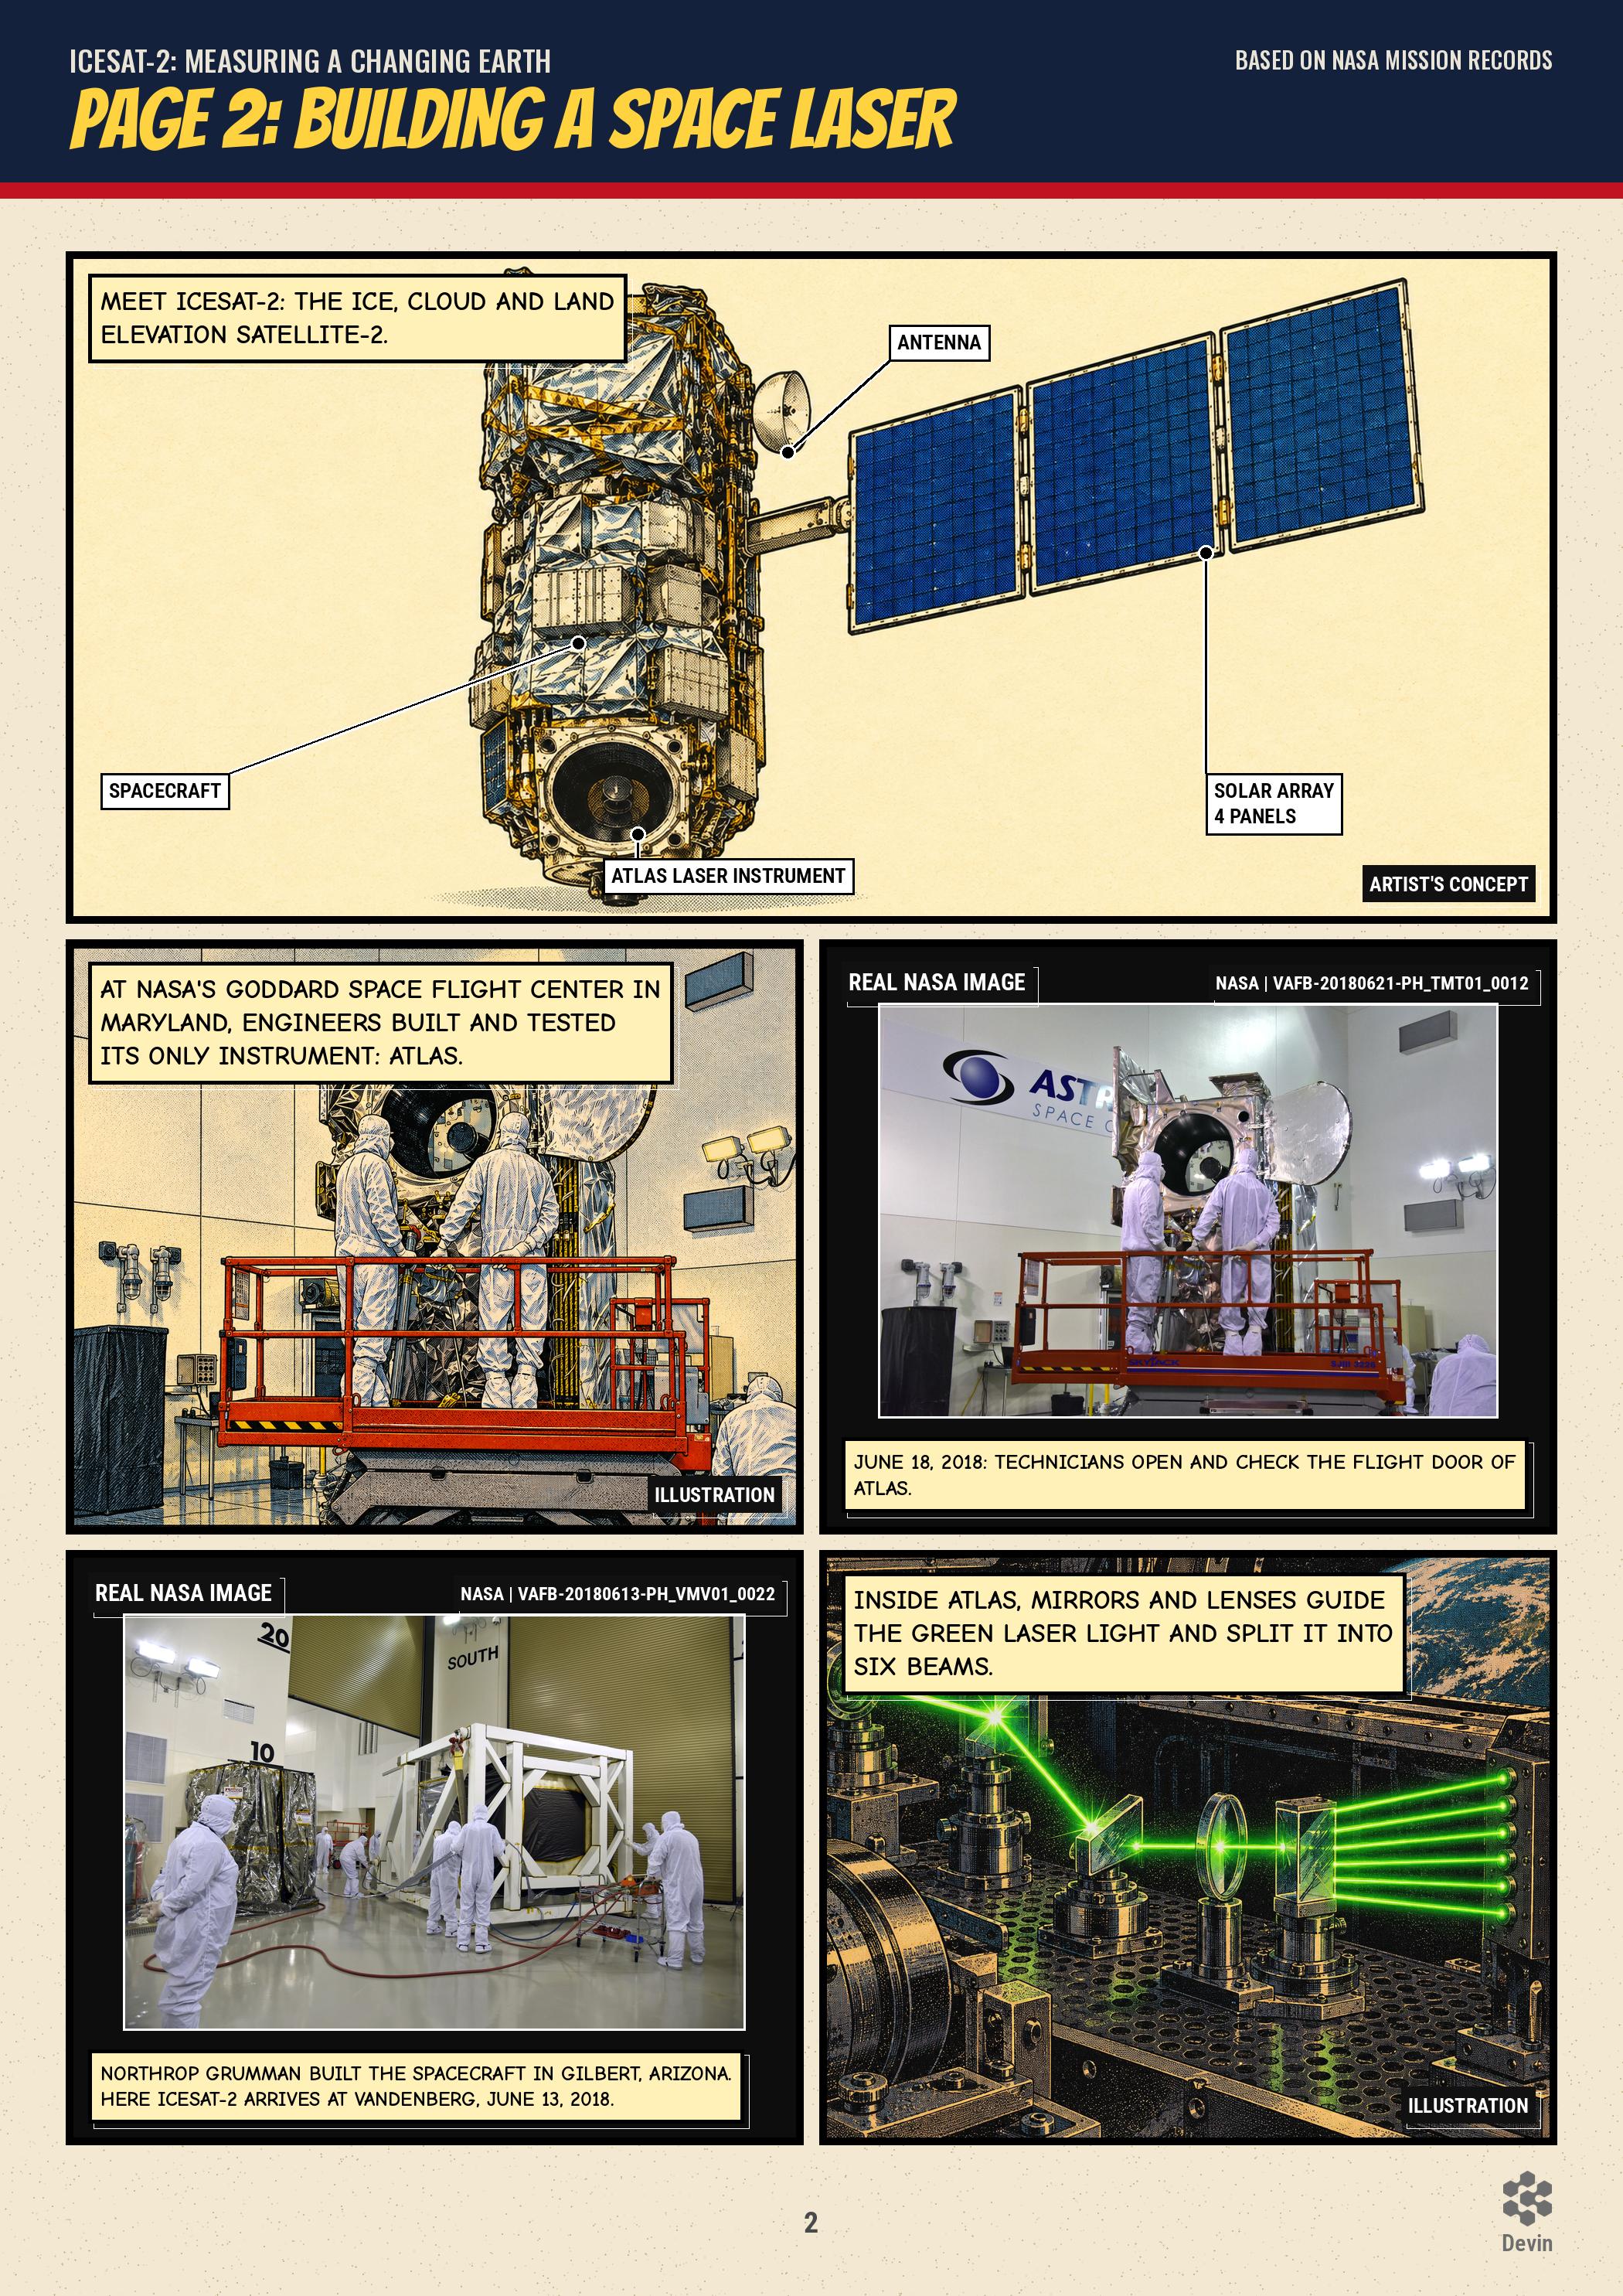 ICESAT-2: MEASURING A CHANGING EARTH
BASED ON NASA MISSION RECORDS
PAGE 2: BUILDING A SPACE LASER
MEET ICESAT-2: THE ICE, CLOUD AND LAND
ELEVATION SATELLITE-2.
ANTENNA
SPACECRAFT
SOLAR ARRAY
4 PANELS
ATLAS LASER INSTRUMENT
ARTIST'S CONCEPT
AT NASA'S GODDARD SPACE FLIGHT CENTER IN
MARYLAND, ENGINEERS BUILT AND TESTED
ITS ONLY INSTRUMENT: ATLAS.
ILLUSTRATION
REAL NASA IMAGE
NASA | VAFB-20180621-PH_TMT01_0012
ASTR
SPACE
SKYJACK
JUNE 18, 2018: TECHNICIANS OPEN AND CHECK THE FLIGHT DOOR OF
ATLAS.
REAL NASA IMAGE
NASA | VAFB-20180613-PH_VMV01_0022
20
SOUTH
10
NORTHROP GRUMMAN BUILT THE SPACECRAFT IN GILBERT, ARIZONA.
HERE ICESAT-2 ARRIVES AT VANDENBERG, JUNE 13, 2018.
INSIDE ATLAS, MIRRORS AND LENSES GUIDE
THE GREEN LASER LIGHT AND SPLIT IT INTO
SIX BEAMS.
ILLUSTRATION
2
Devin